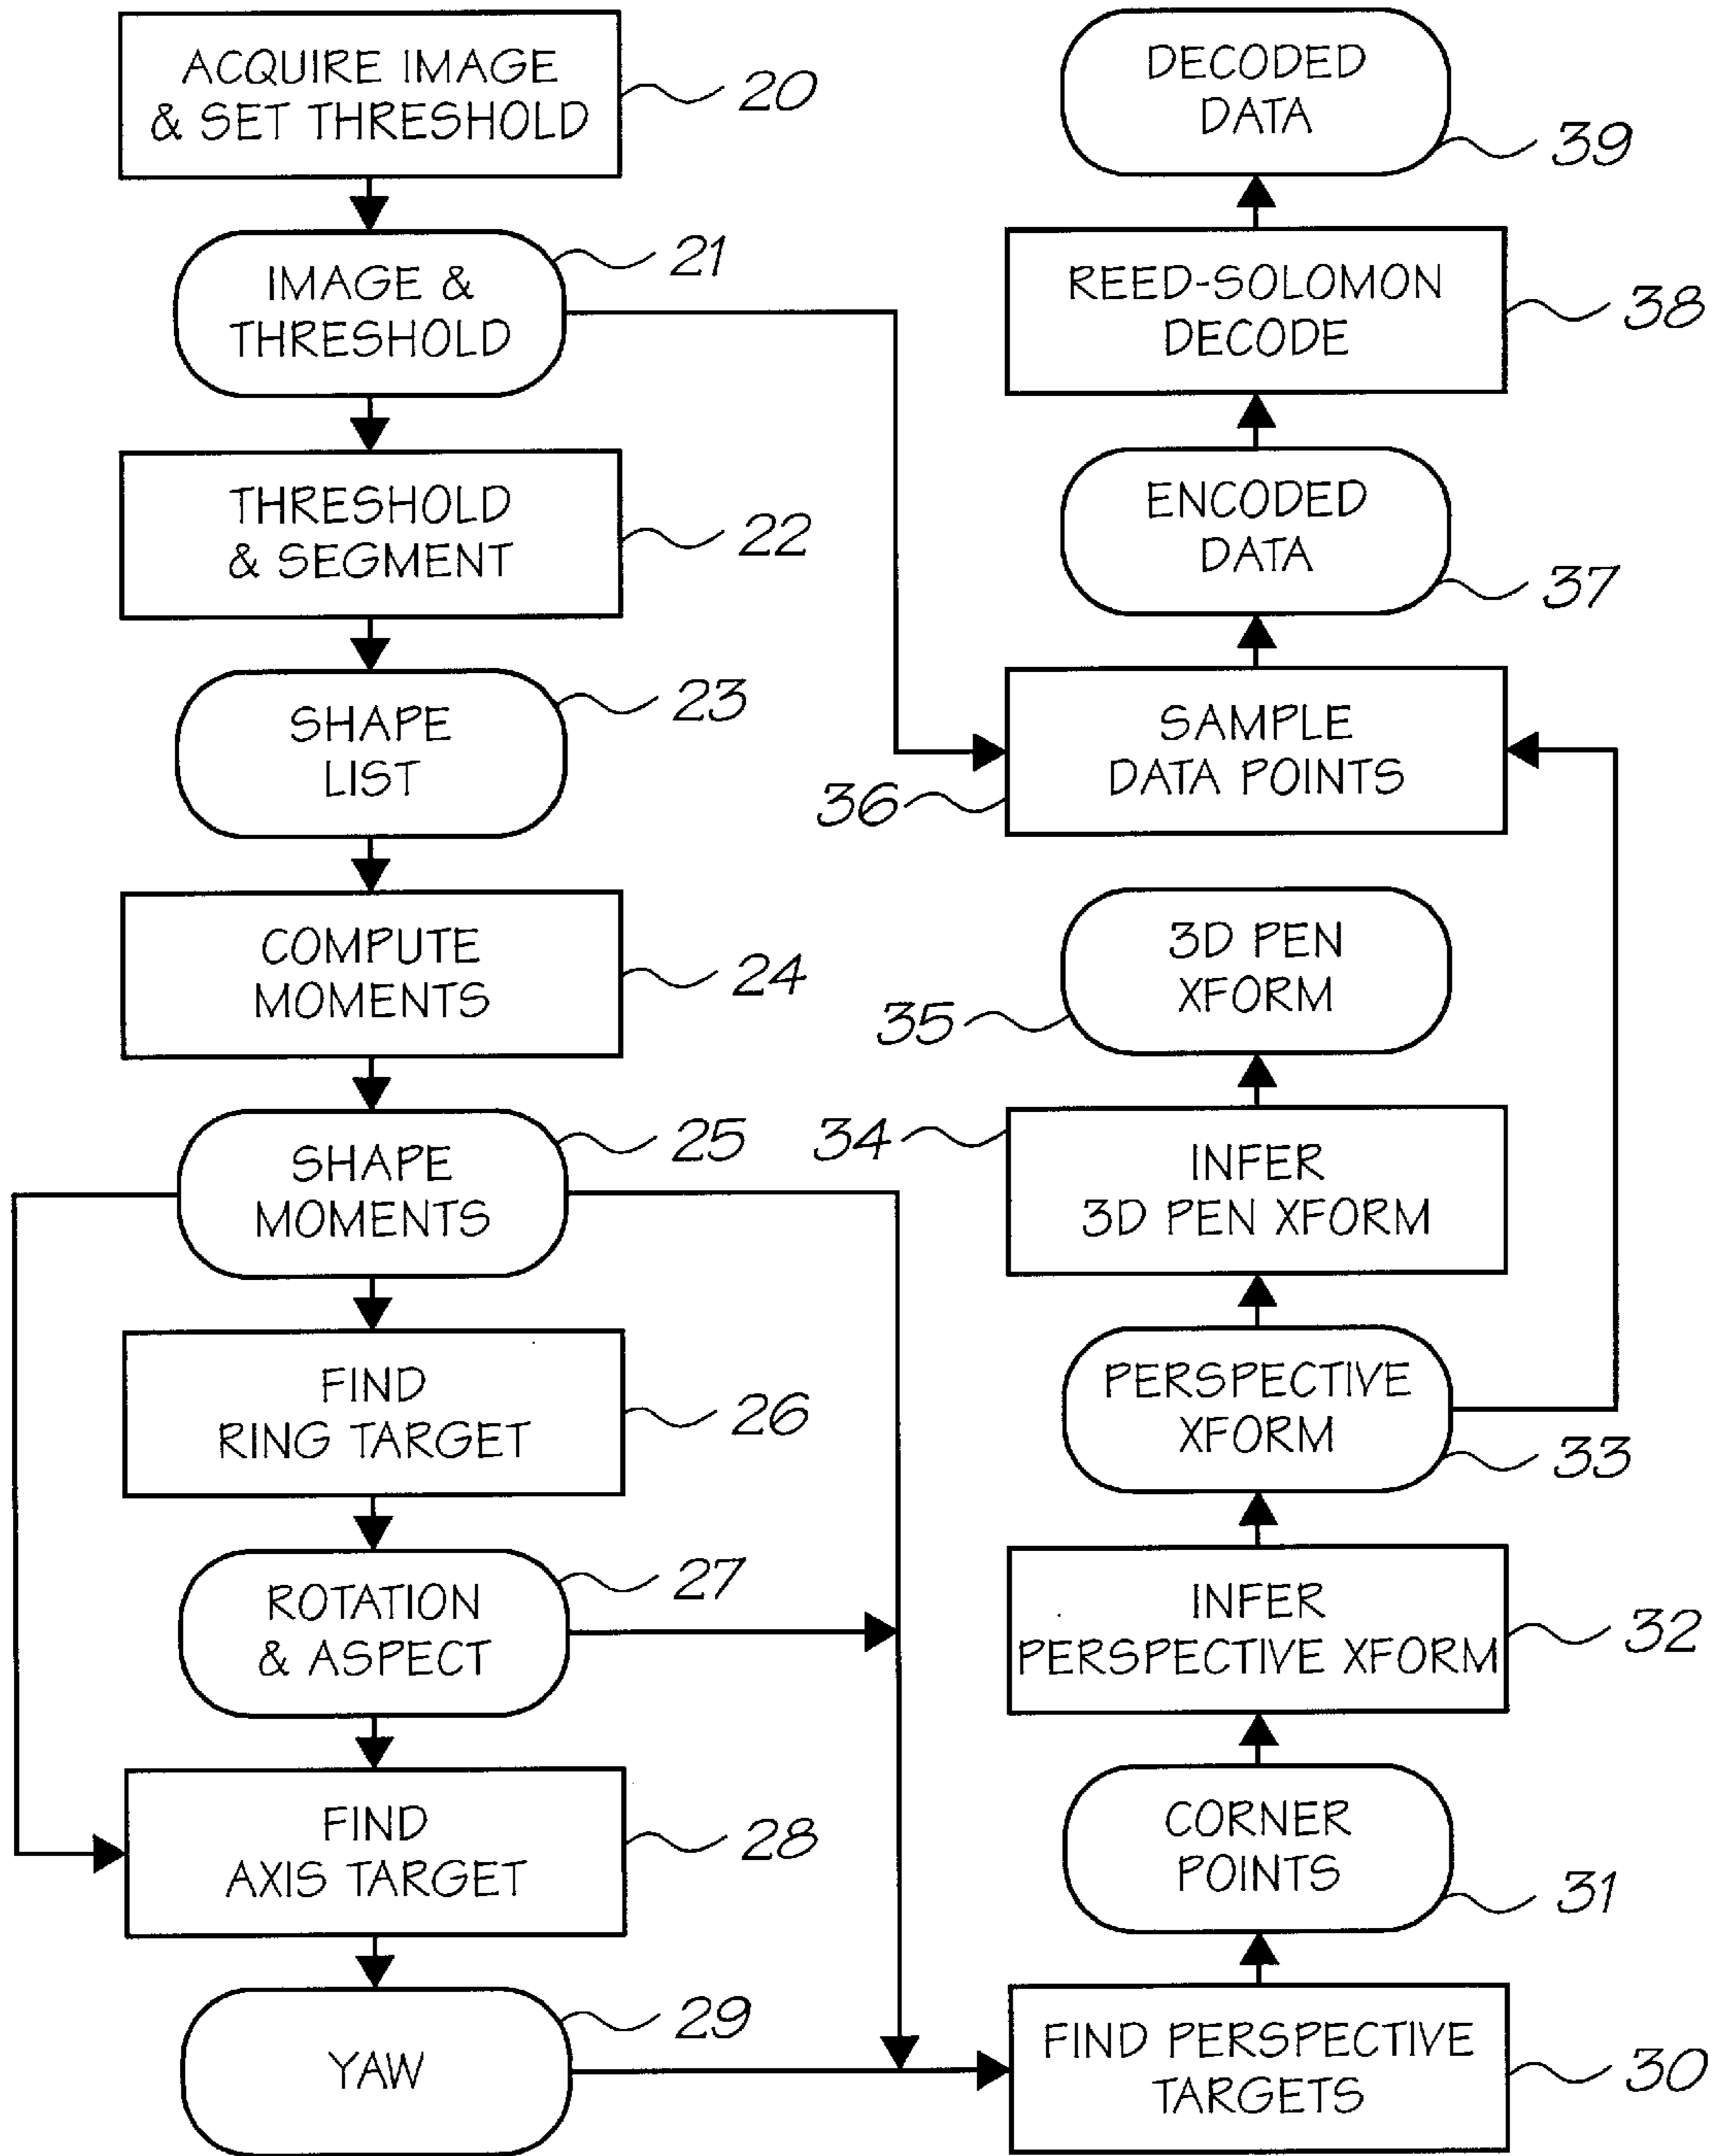 ACQUIRE IMAGE
& SET THRESHOLD
20
IMAGE &
THRESHOLD
21
THRESHOLD
& SEGMENT
22
SHAPE
LIST
23
COMPUTE
MOMENTS
24
SHAPE
MOMENTS
25
FIND
RING TARGET
26
ROTATION
& ASPECT
27
FIND
AXIS TARGET
28
YAW
29
FIND PERSPECTIVE
TARGETS
30
CORNER
POINTS
31
INFER
PERSPECTIVE XFORM
32
PERSPECTIVE
XFORM
33
INFER
3D PEN XFORM
34
3D PEN
XFORM
35
SAMPLE
DATA POINTS
36
ENCODED
DATA
37
REED-SOLOMON
DECODE
38
DECODED
DATA
39